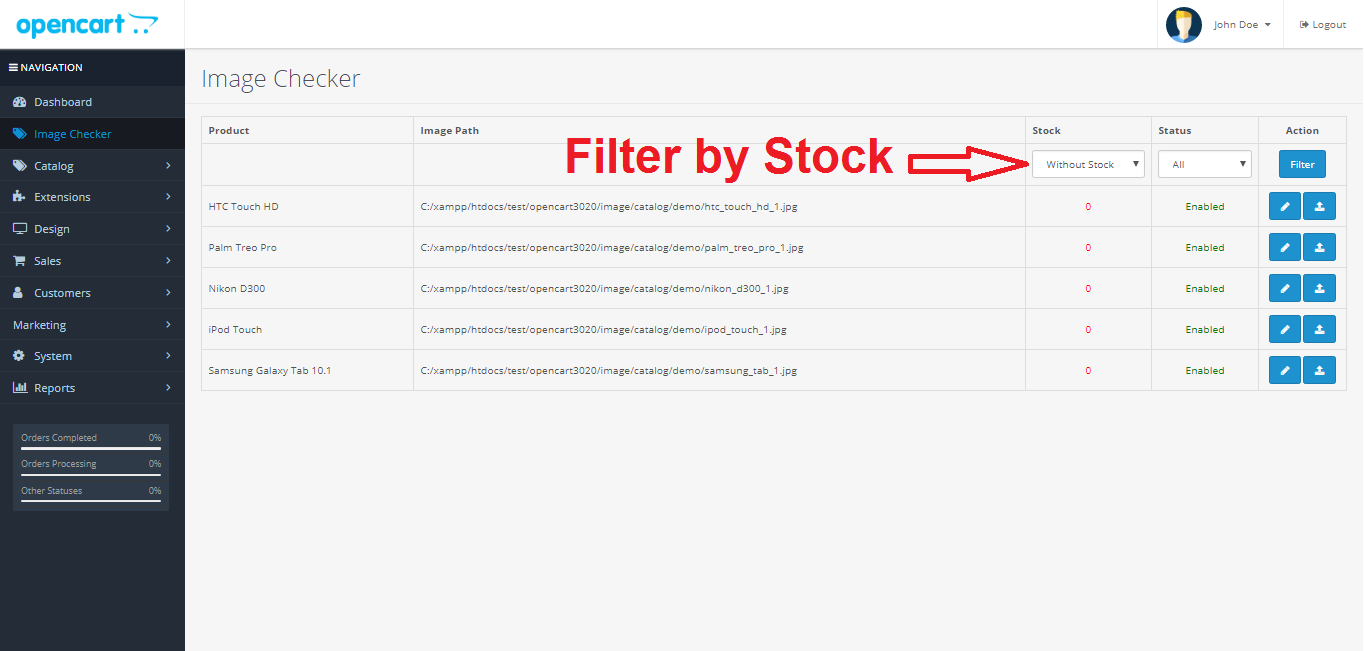 opencart
John Doe
Logout
NAVIGATION
Dashboard
Image Checker
Catalog
Extensions
Design
Sales
Customers
Marketing
System
Reports
Orders Completed 0%
Orders Processing 0%
Other Statuses 0%
Image Checker
Product Image Path Stock Status Action
Filter by Stock Without Stock All Filter
HTC Touch HD C:/xampp/htdocs/test/opencart3020/image/catalog/demo/htc_touch_hd_1.jpg 0 Enabled
Palm Treo Pro C:/xampp/htdocs/test/opencart3020/image/catalog/demo/palm_treo_pro_1.jpg 0 Enabled
Nikon D300 C:/xampp/htdocs/test/opencart3020/image/catalog/demo/nikon_d300_1.jpg 0 Enabled
iPod Touch C:/xampp/htdocs/test/opencart3020/image/catalog/demo/ipod_touch_1.jpg 0 Enabled
Samsung Galaxy Tab 10.1 C:/xampp/htdocs/test/opencart3020/image/catalog/demo/samsung_tab_1.jpg 0 Enabled